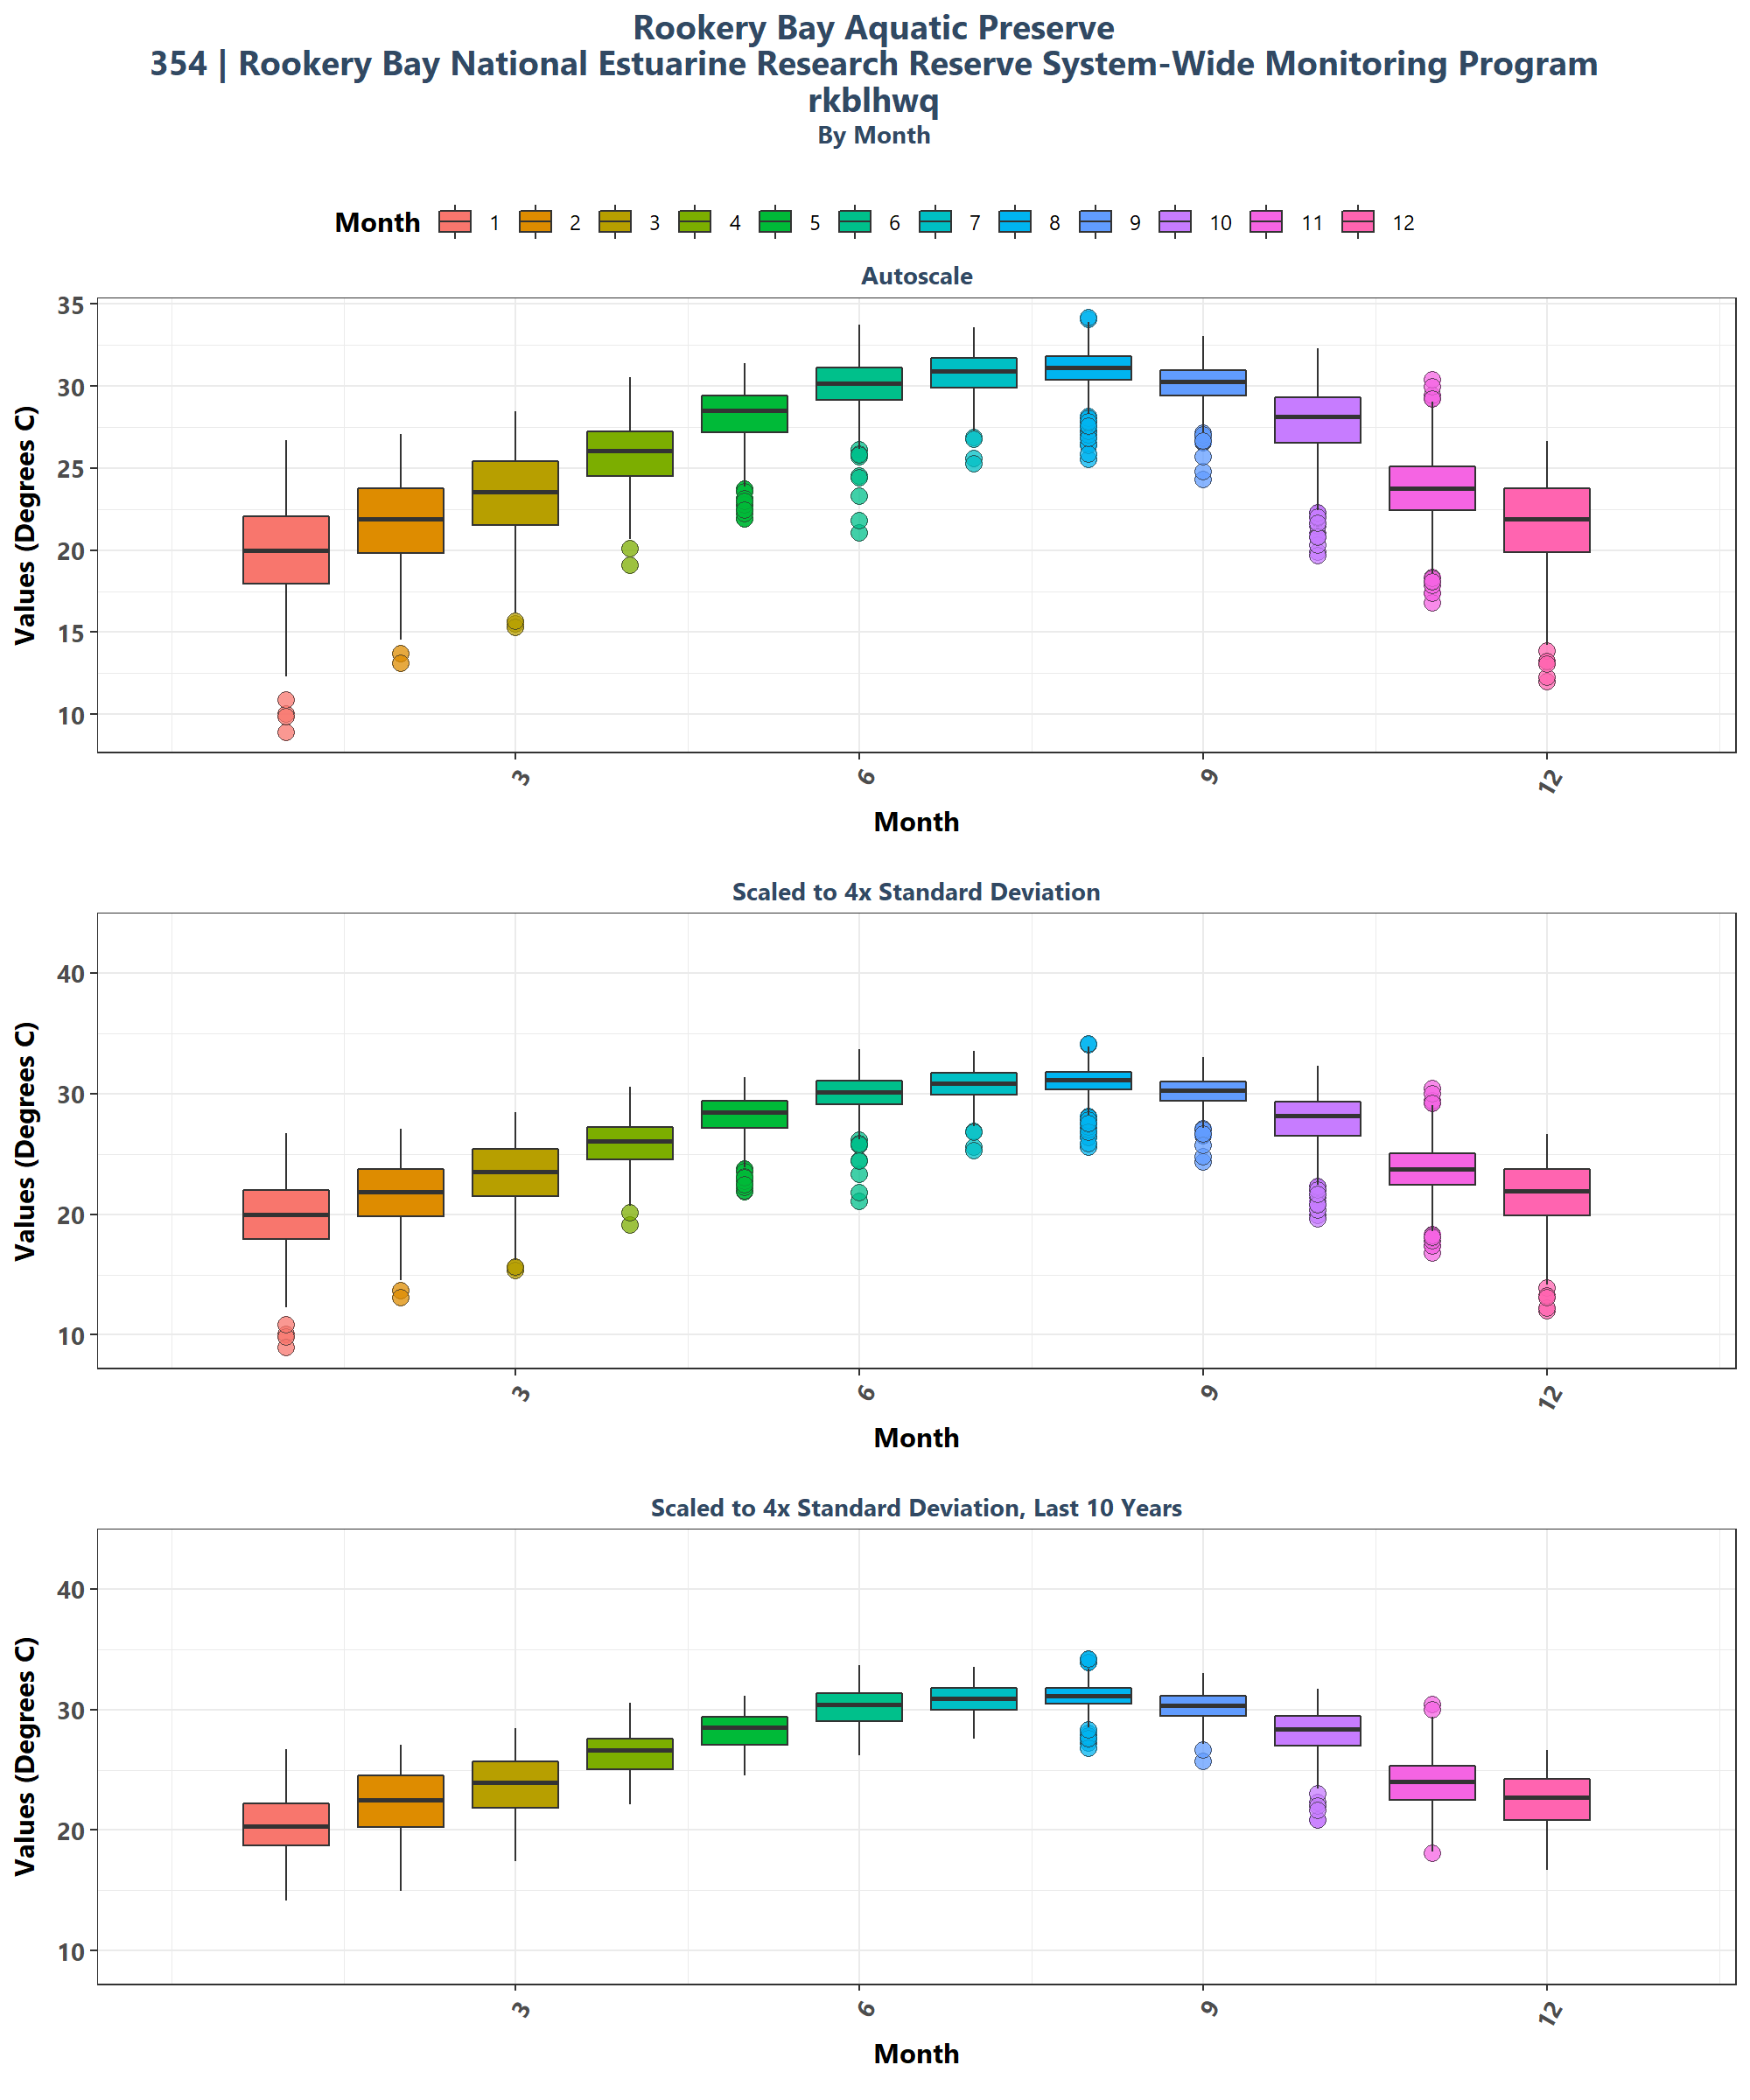 Rookery Bay Aquatic Preserve
354 | Rookery Bay National Estuarine Research Reserve System-Wide Monitoring Program
rkblhwq
By Month
Month 1 2 3 4 5 6 7 8 9 10 11 12
Autoscale
Values (Degrees C)
35
30
25
20
15
10
3 6 9 12
Month
Scaled to 4x Standard Deviation
Values (Degrees C)
40
30
20
10
3 6 9 12
Month
Scaled to 4x Standard Deviation, Last 10 Years
Values (Degrees C)
40
30
20
10
3 6 9 12
Month